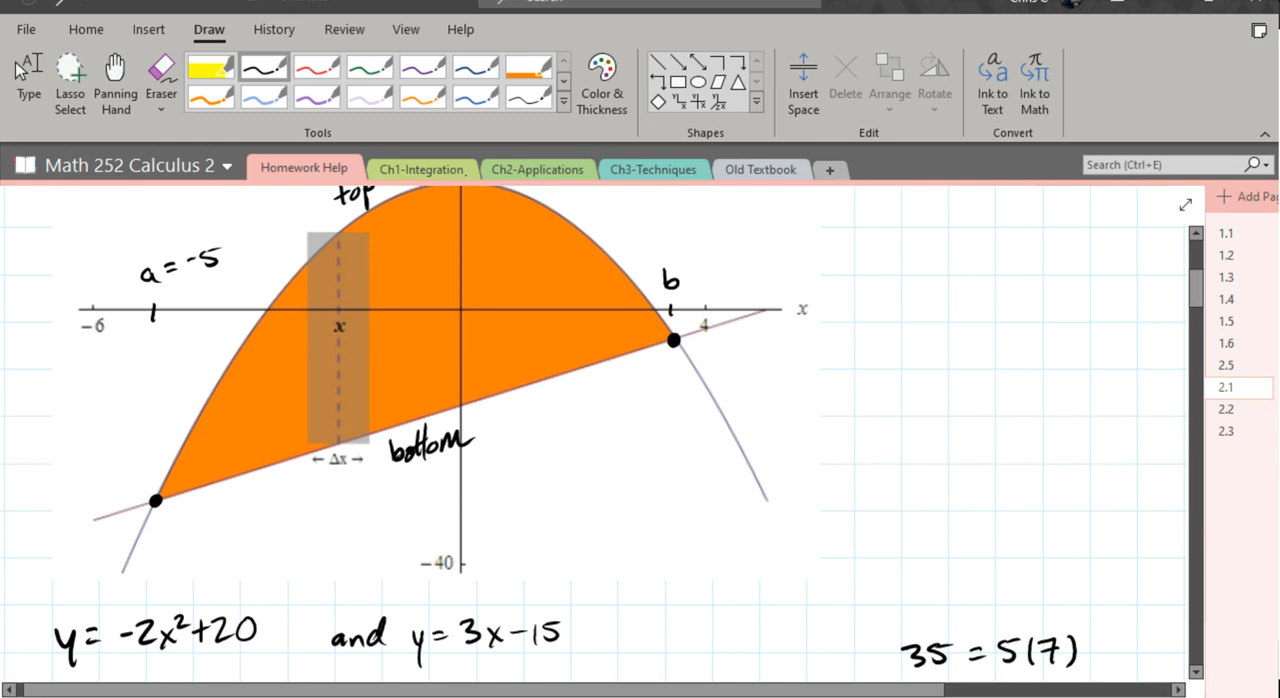 File Home Insert Draw History Review View Help
Type Lasso Select Panning Hand Eraser Color & Thickness Insert Space Delete Arrange Rotate Ink to Text Ink to Math
Tools Shapes Edit Convert
Math 252 Calculus 2 Homework Help Ch1-Integration Ch2-Applications Ch3-Techniques Old Textbook + Search (Ctrl+E)
+ Add Pag
1.1
1.2
1.3
1.4
1.5
1.6
2.5
2.1
2.2
2.3
top
a = -5
b
-6 x 4 x
bottom
← Δx →
-40
y = -2x²+20 and y = 3x-15
35 = 5(7)